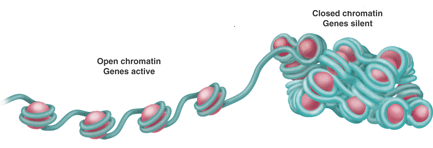 Open chromatin
Genes active
Closed chromatin
Genes silent